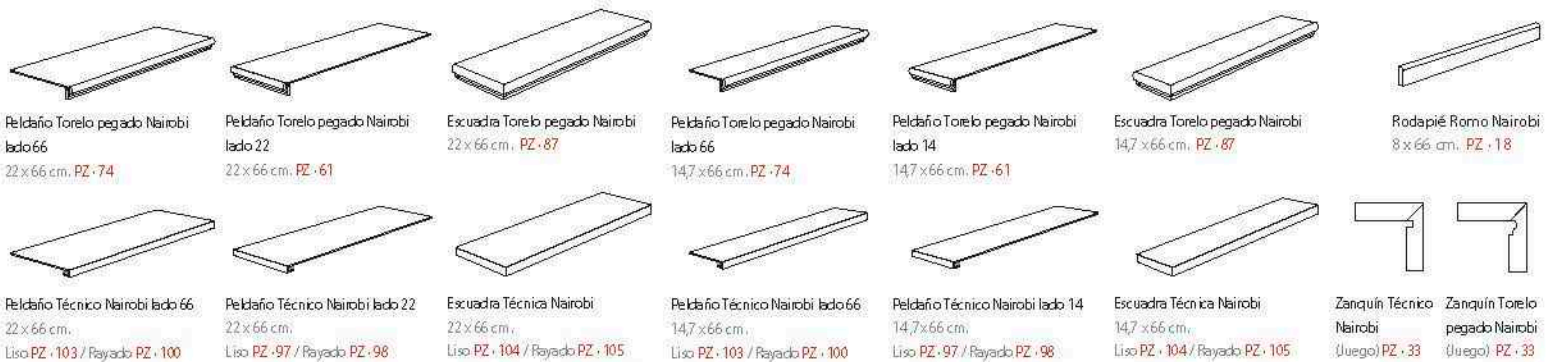 Peldaño Torelo pegado Nairobi
lado 66
22 x 66 cm. PZ · 74
Peldaño Torelo pegado Nairobi
lado 22
22 x 66 cm. PZ · 61
Escuadra Torelo pegado Nairobi
22 x 66 cm. PZ · 87
Peldaño Torelo pegado Nairobi
lado 66
14,7 x 66 cm. PZ · 74
Peldaño Torelo pegado Nairobi
lado 14
14,7 x 66 cm. PZ · 61
Escuadra Torelo pegado Nairobi
14,7 x 66 cm. PZ · 87
Rodapié Romo Nairobi
8 x 66 cm. PZ · 18
Peldaño Técnico Nairobi lado 66
22 x 66 cm.
Liso PZ · 103 / Rayado PZ · 100
Peldaño Técnico Nairobi lado 22
22 x 66 cm.
Liso PZ · 97 / Rayado PZ · 98
Escuadra Técnica Nairobi
22 x 66 cm.
Liso PZ · 104 / Rayado PZ · 105
Peldaño Técnico Nairobi lado 66
14,7 x 66 cm.
Liso PZ · 103 / Rayado PZ · 100
Peldaño Técnico Nairobi lado 14
14,7x 66 cm.
Liso PZ · 97 / Rayado PZ · 98
Escuadra Técnica Nairobi
14,7 x 66 cm.
Liso PZ · 104 / Rayado PZ · 105
Zanquín Técnico
Nairobi
(Juego) PZ · 33
Zanquín Torelo
pegado Nairobi
(Juego) PZ · 33